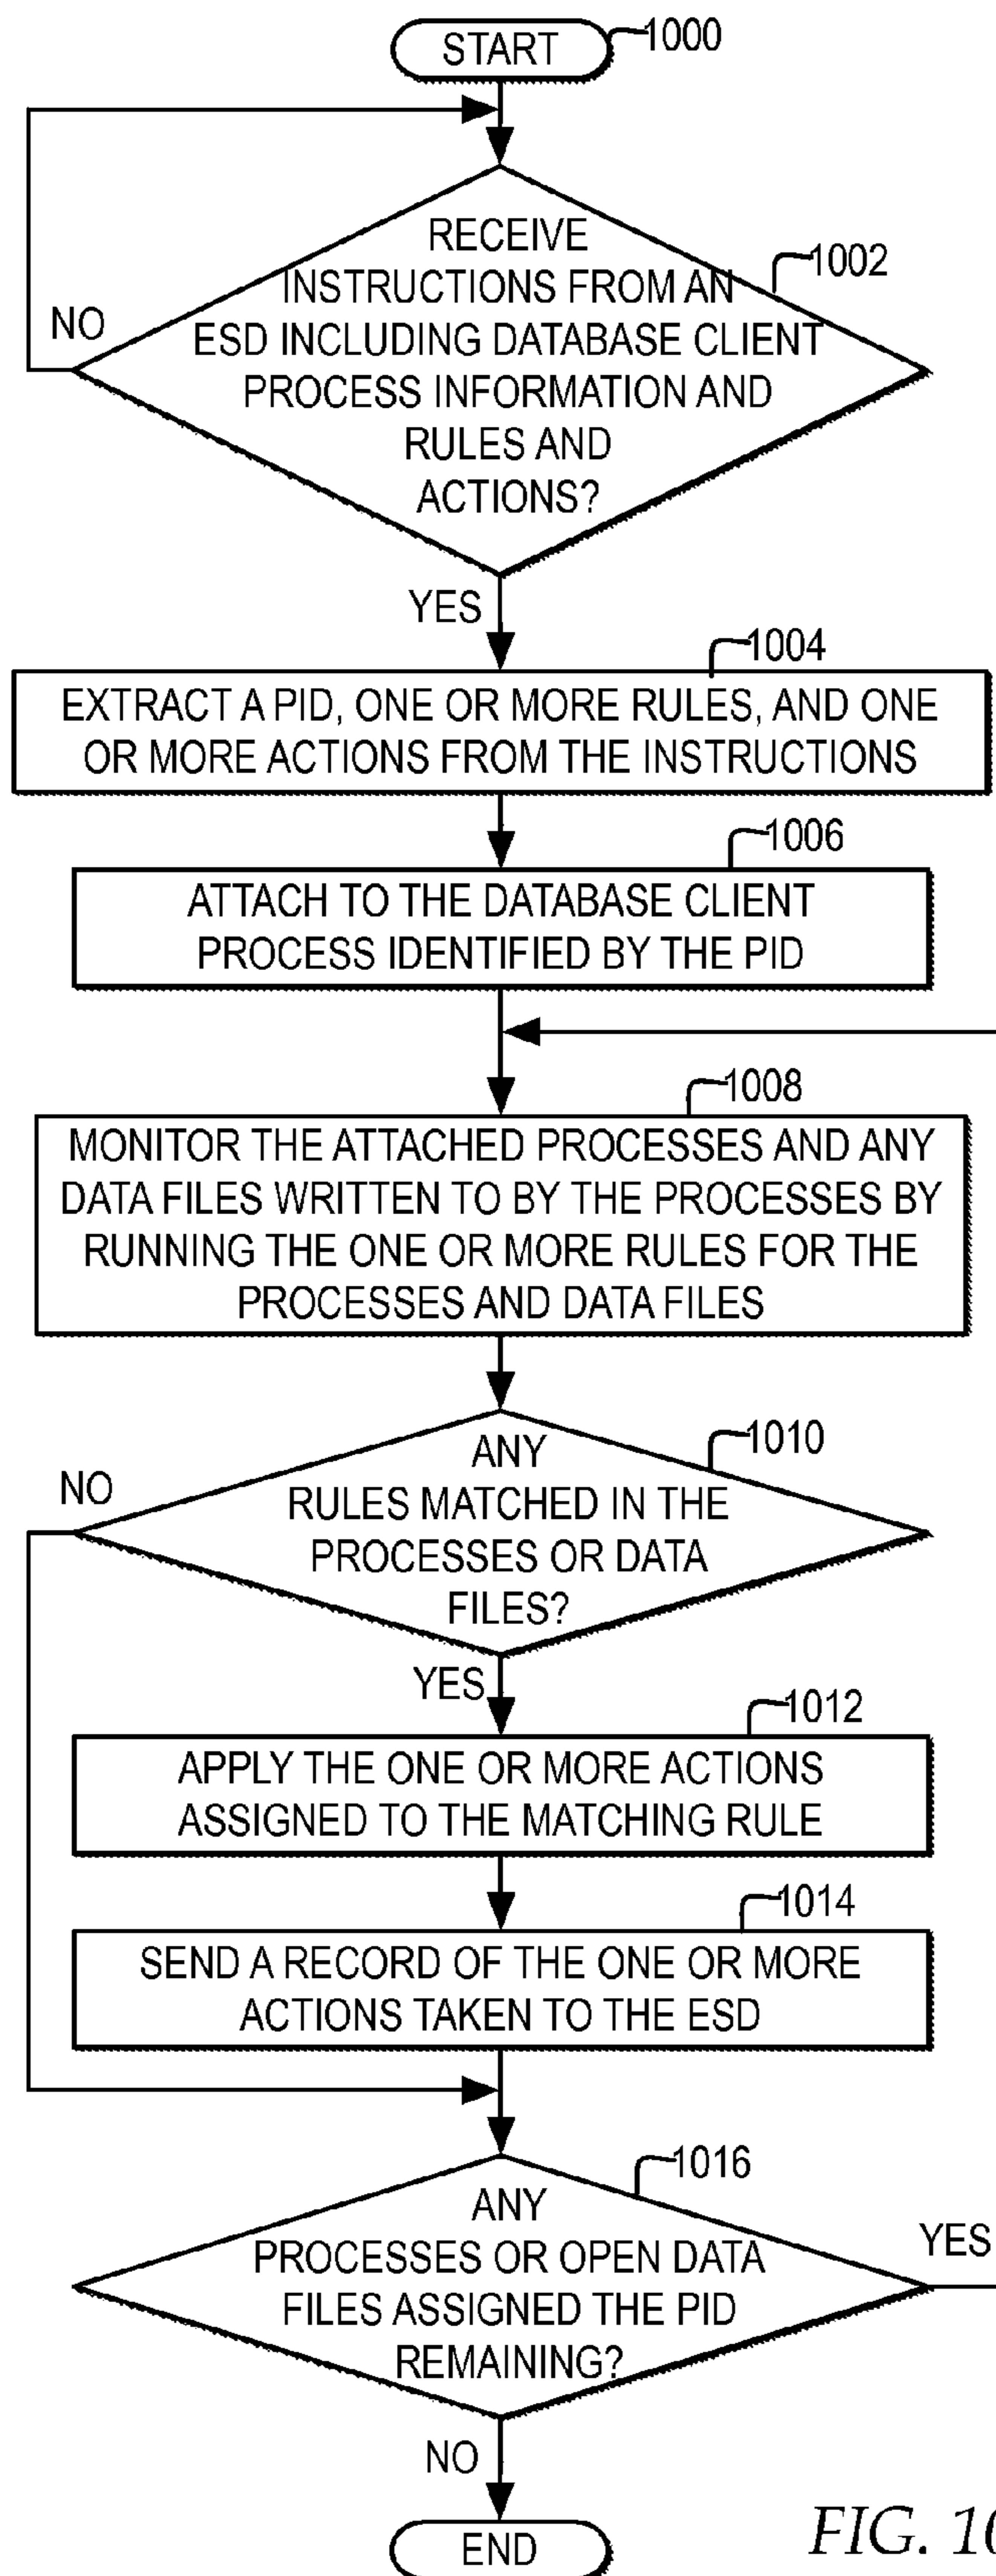 START
1000
RECEIVE
INSTRUCTIONS FROM AN
ESD INCLUDING DATABASE CLIENT
PROCESS INFORMATION AND
RULES AND
ACTIONS?
1002
NO
YES
1004
EXTRACT A PID, ONE OR MORE RULES, AND ONE
OR MORE ACTIONS FROM THE INSTRUCTIONS
1006
ATTACH TO THE DATABASE CLIENT
PROCESS IDENTIFIED BY THE PID
1008
MONITOR THE ATTACHED PROCESSES AND ANY
DATA FILES WRITTEN TO BY THE PROCESSES BY
RUNNING THE ONE OR MORE RULES FOR THE
PROCESSES AND DATA FILES
1010
NO
ANY
RULES MATCHED IN THE
PROCESSES OR DATA
FILES?
YES
1012
APPLY THE ONE OR MORE ACTIONS
ASSIGNED TO THE MATCHING RULE
1014
SEND A RECORD OF THE ONE OR MORE
ACTIONS TAKEN TO THE ESD
1016
ANY
PROCESSES OR OPEN DATA
FILES ASSIGNED THE PID
REMAINING?
YES
NO
END
FIG. 10